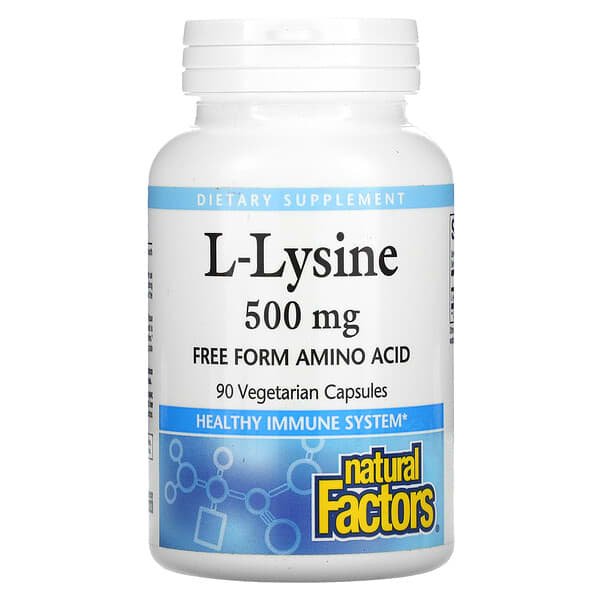 DIETARY SUPPLEMENT
L-Lysine
500 mg
FREE FORM AMINO ACID
90 Vegetarian Capsules
HEALTHY IMMUNE SYSTEM*
natural
Factors®